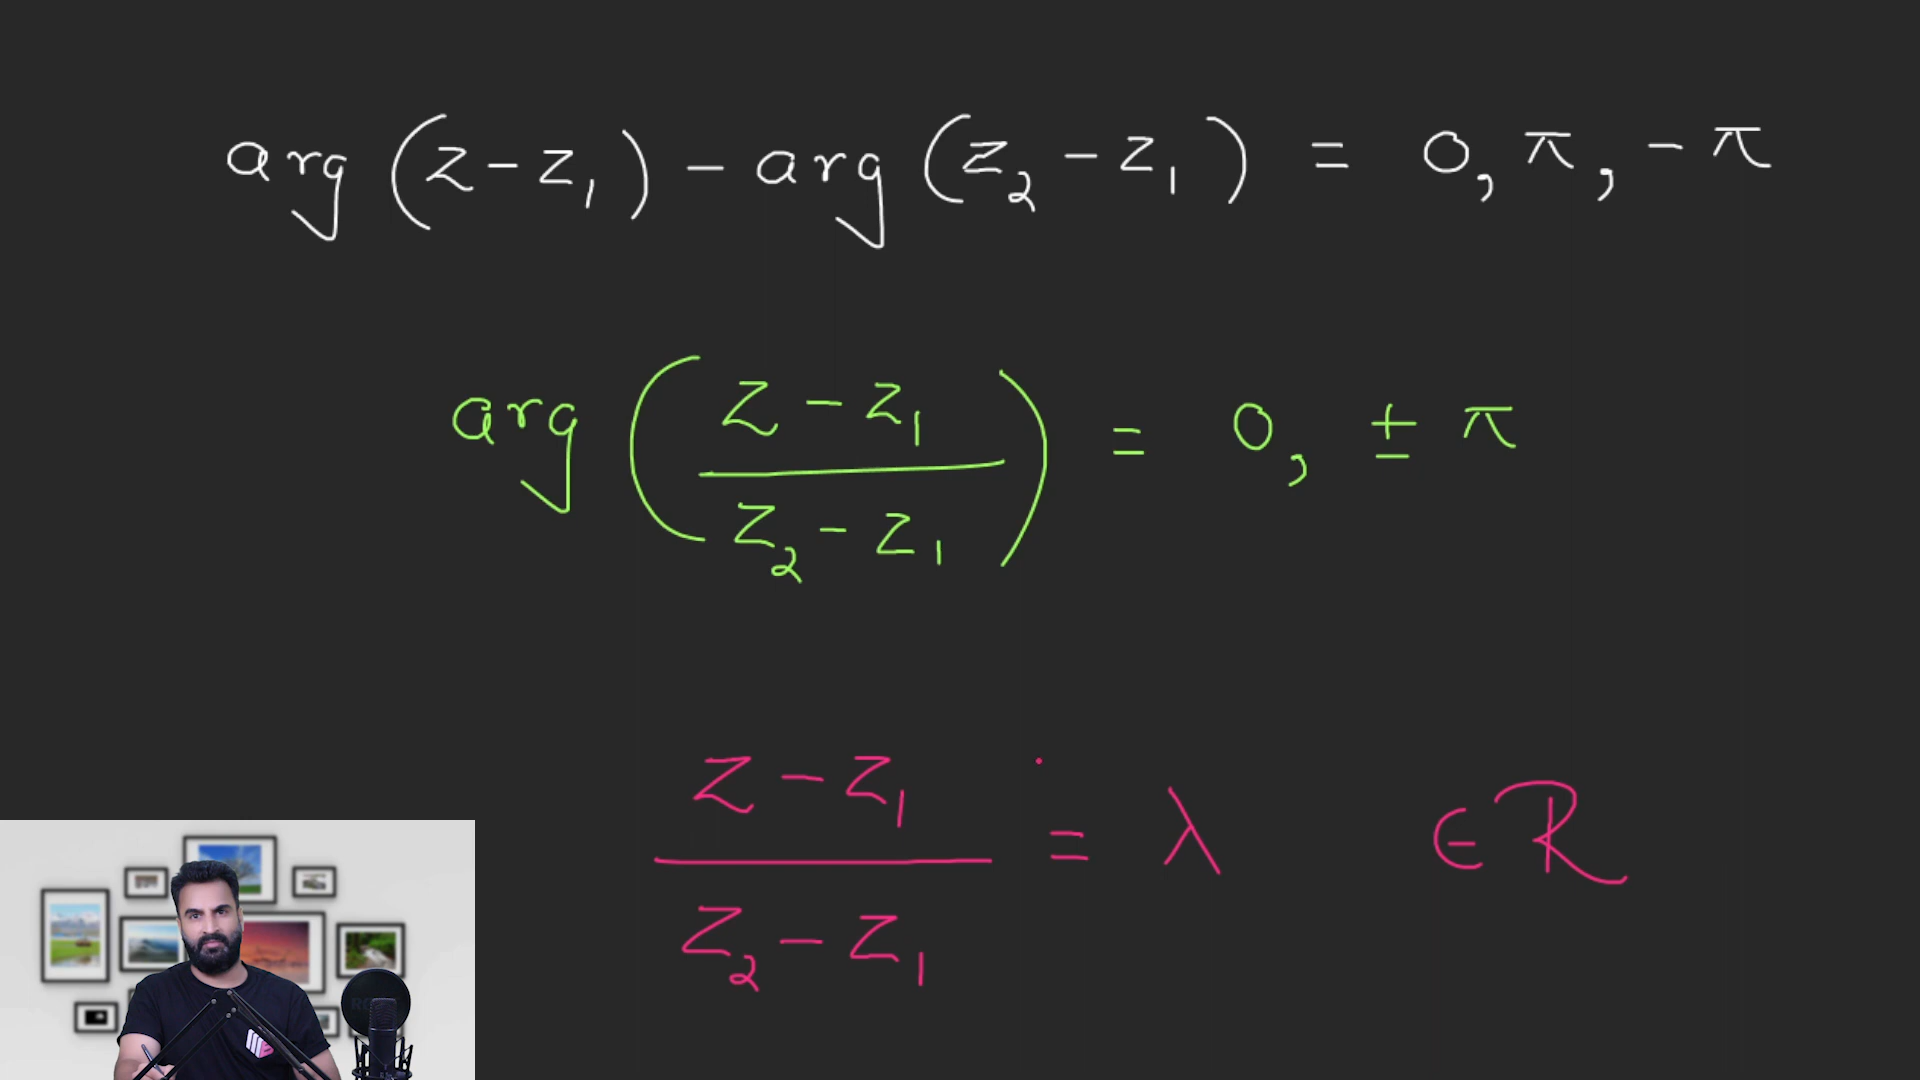 arg (z - z₁) - arg (z₂ - z₁) = 0, π, - π
arg ( (z - z₁) / (z₂ - z₁) ) = 0, ± π
(z - z₁) / (z₂ - z₁) = λ ∈ R